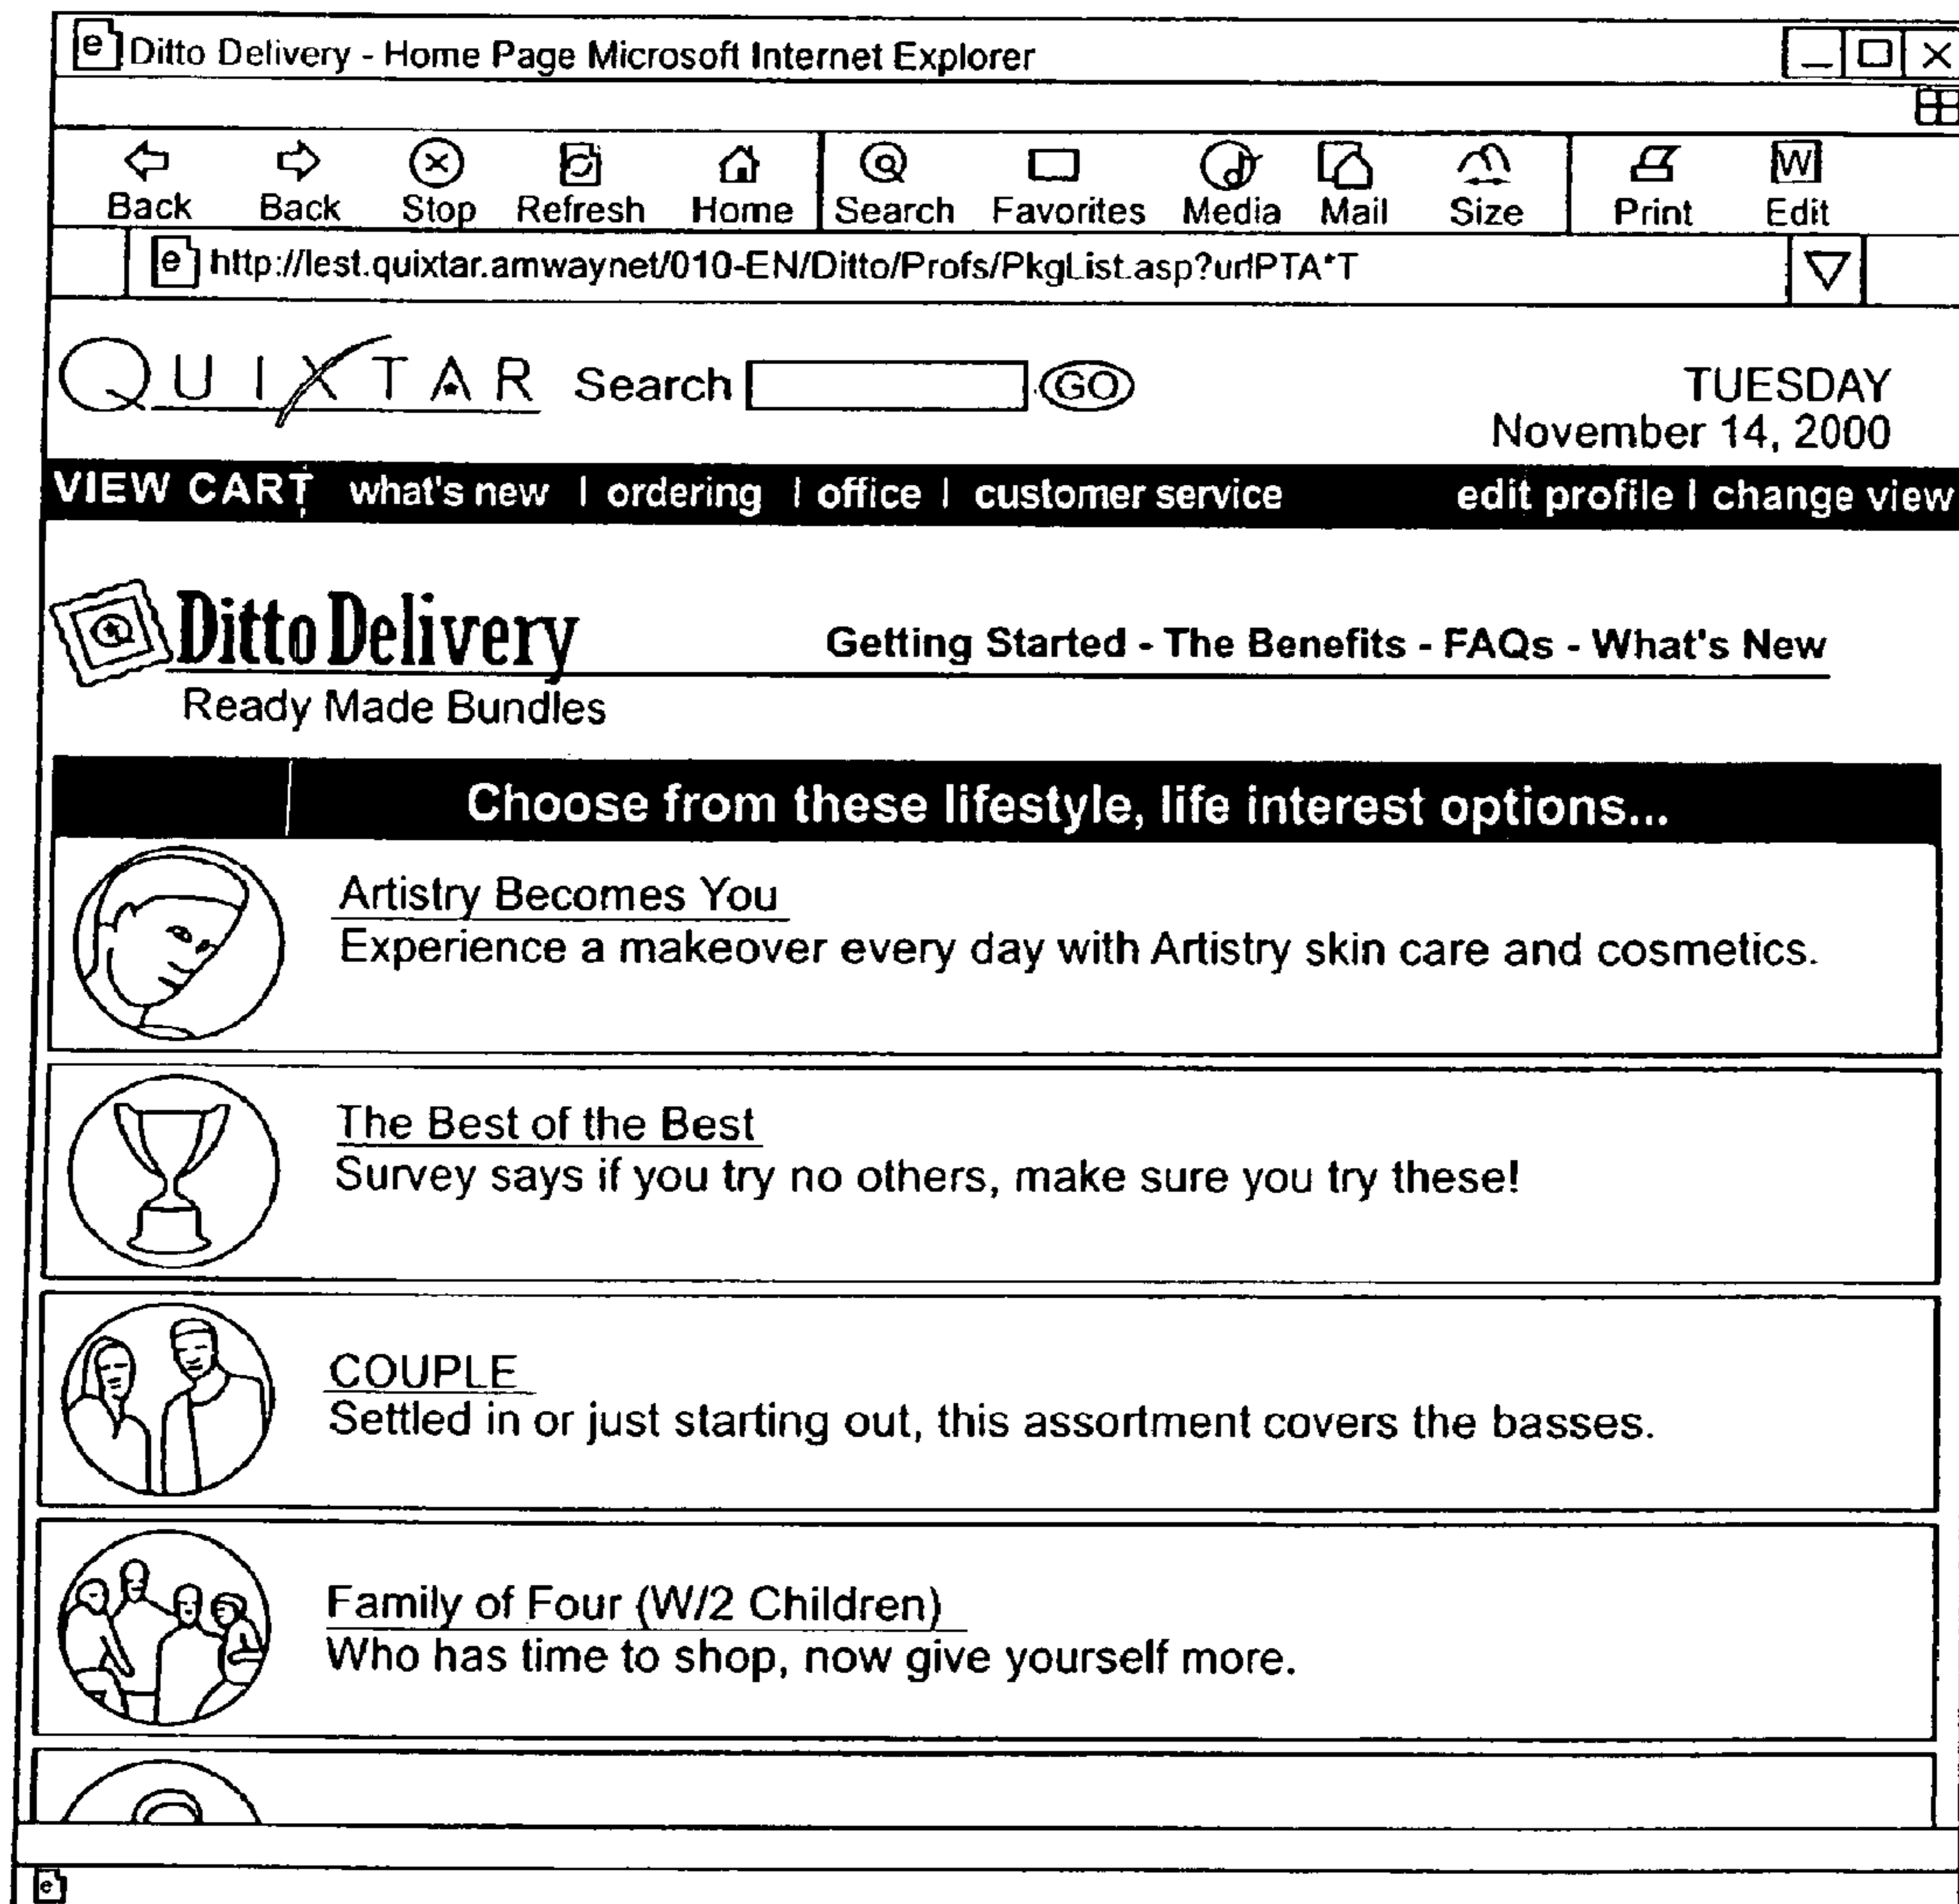 Ditto Delivery - Home Page Microsoft Internet Explorer
Back Back Stop Refresh Home Search Favorites Media Mail Size Print Edit
http://lest.quixtar.amwaynet/010-EN/Ditto/Profs/PkgList.asp?urlPTA*T
QUIXTAR Search GO
TUESDAY
November 14, 2000
VIEW CART what's new | ordering | office | customer service edit profile | change view
Ditto Delivery Getting Started - The Benefits - FAQs - What's New
Ready Made Bundles
Choose from these lifestyle, life interest options...
Artistry Becomes You
Experience a makeover every day with Artistry skin care and cosmetics.
The Best of the Best
Survey says if you try no others, make sure you try these!
COUPLE
Settled in or just starting out, this assortment covers the basses.
Family of Four (W/2 Children)
Who has time to shop, now give yourself more.